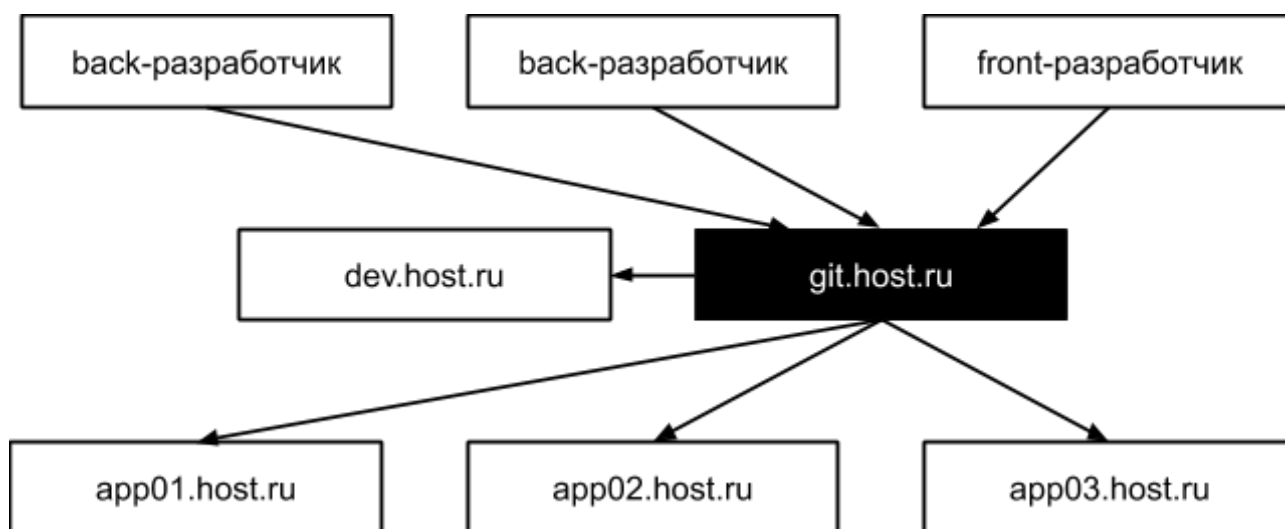 back-разработчик
back-разработчик
front-разработчик
dev.host.ru
git.host.ru
app01.host.ru
app02.host.ru
app03.host.ru